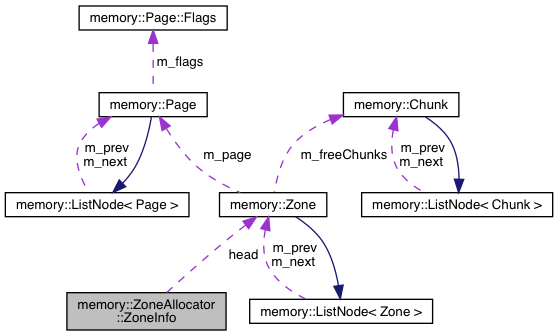 memory::Page::Flags
m_flags
memory::Page
memory::Chunk
m_prev
m_next
m_page
m_freeChunks
m_prev
m_next
memory::ListNode< Page >
memory::Zone
memory::ListNode< Chunk >
head
m_prev
m_next
memory::ZoneAllocator
::ZoneInfo
memory::ListNode< Zone >